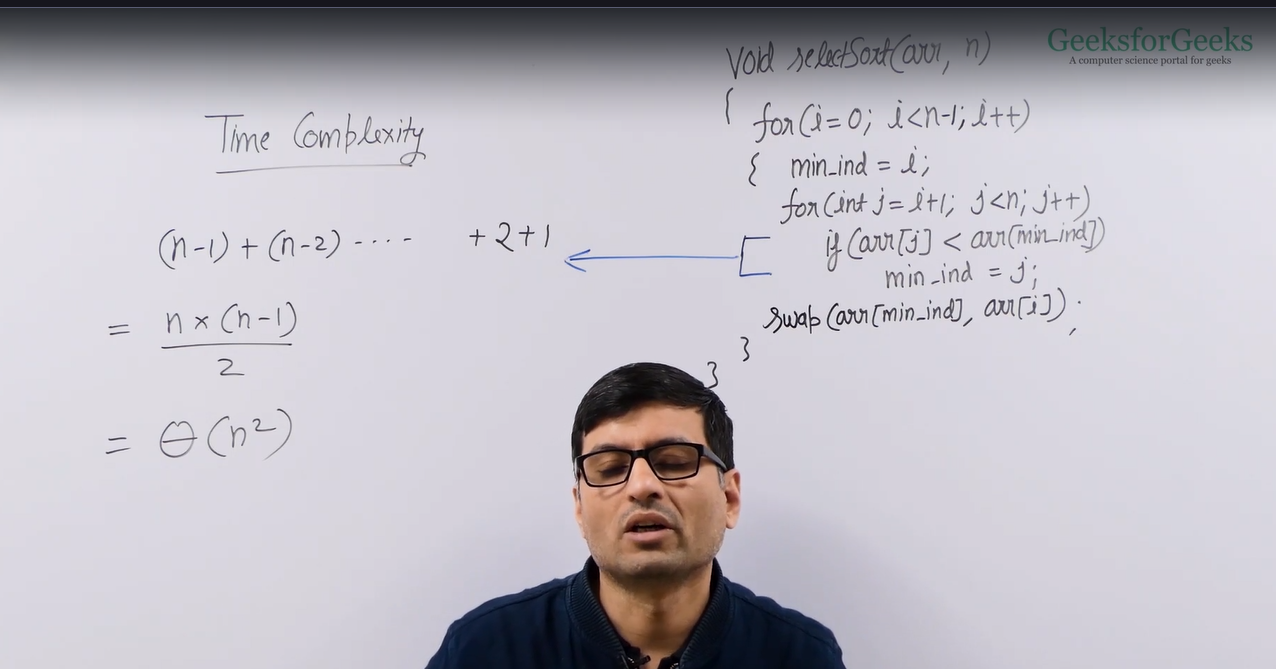 GeeksforGeeks
A computer science portal for geeks
Time Complexity
(n-1) + (n-2) ---- + 2+1
= n × (n-1)
2
= Θ(n²)
void selectSort(arr, n)
{
for(i=0; i<n-1; i++)
{ min_ind = i;
for(int j=i+1; j<n; j++)
if(arr[j] < arr(min_ind])
min_ind = j;
swap(arr[min_ind], arr[i]);
}
}